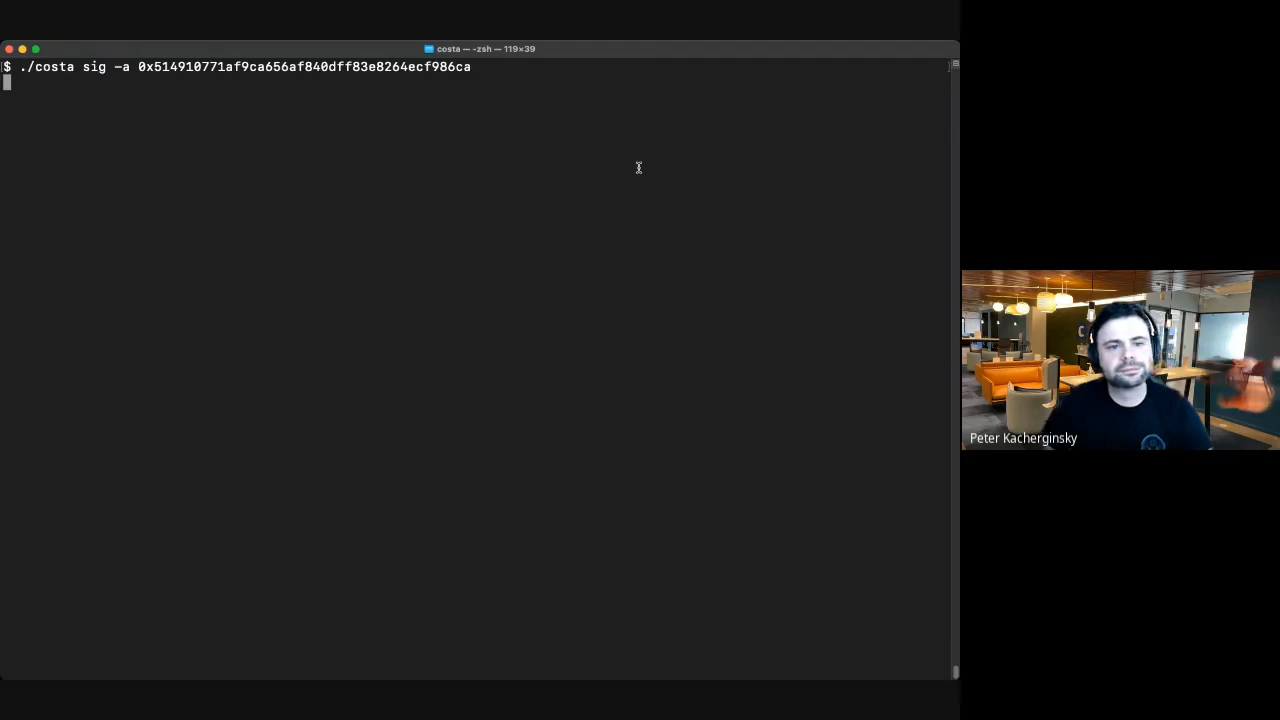 costa — -zsh — 119×39
$ ./costa sig -a 0x514910771af9ca656af840dff83e8264ecf986ca
Peter Kacherginsky